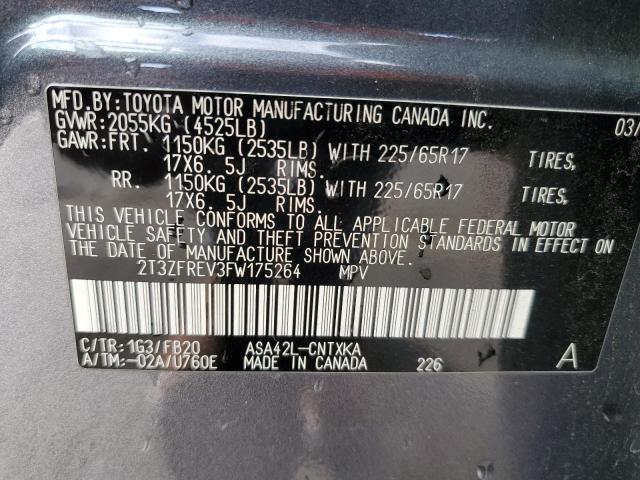 MFD.BY:TOYOTA MOTOR MANUFACTURING CANADA INC. 03/
GVWR:2055KG (4525LB)
GAWR:FRT. 1150KG (2535LB) WITH 225/65R17 TIRES,
17X6. 5J RIMS.
RR. 1150KG (2535LB) WITH 225/65R17 TIRES,
17X6. 5J RIMS.
THIS VEHICLE CONFORMS TO ALL APPLICABLE FEDERAL MOTOR
VEHICLE SAFETY AND THEFT PREVENTION STANDARDS IN EFFECT ON
THE DATE OF MANUFACTURE SHOWN ABOVE.
2T3ZFREV3FW175264 MPV
C/TR:1G3/FB20 ASA42L-CNTXKA
A/TM:-02A/U760E MADE IN CANADA 226 A